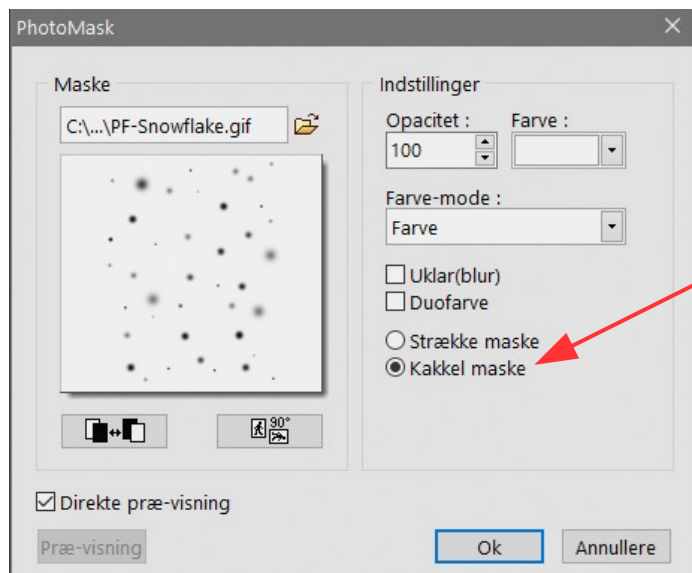 PhotoMask
Maske
C:\...\PF-Snowflake.gif
90°
Indstillinger
Opacitet :
Farve :
100
Farve-mode :
Farve
Uklar(blur)
Duofarve
Strække maske
Kakkel maske
Direkte præ-visning
Præ-visning
Ok
Annullere